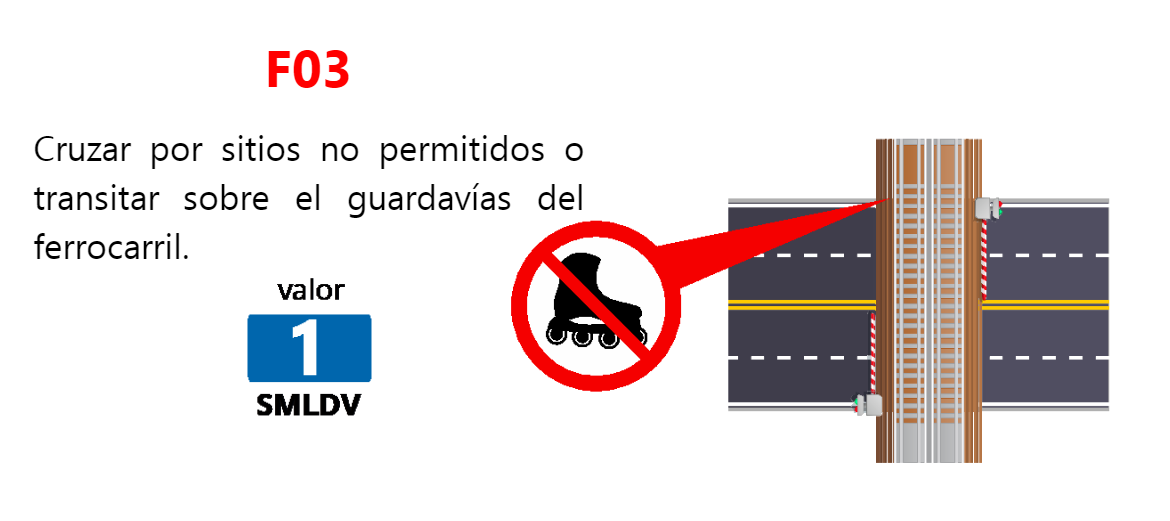 F03
Cruzar por sitios no permitidos o
transitar sobre el guardavías del
ferrocarril.
valor
1
SMLDV